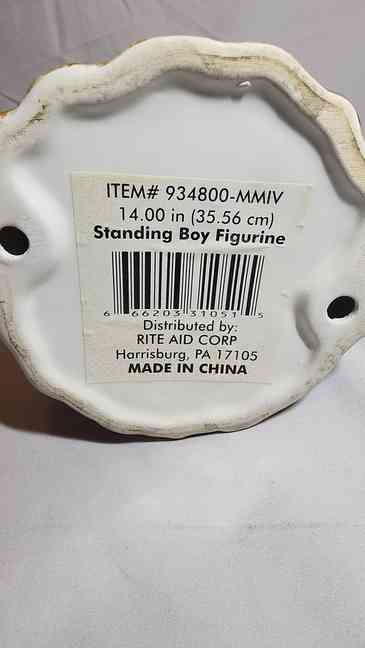 ITEM# 934800-MMIV
14.00 in (35.56 cm)
Standing Boy Figurine
6 66203 31051 5
Distributed by:
RITE AID CORP
Harrisburg, PA 17105
MADE IN CHINA